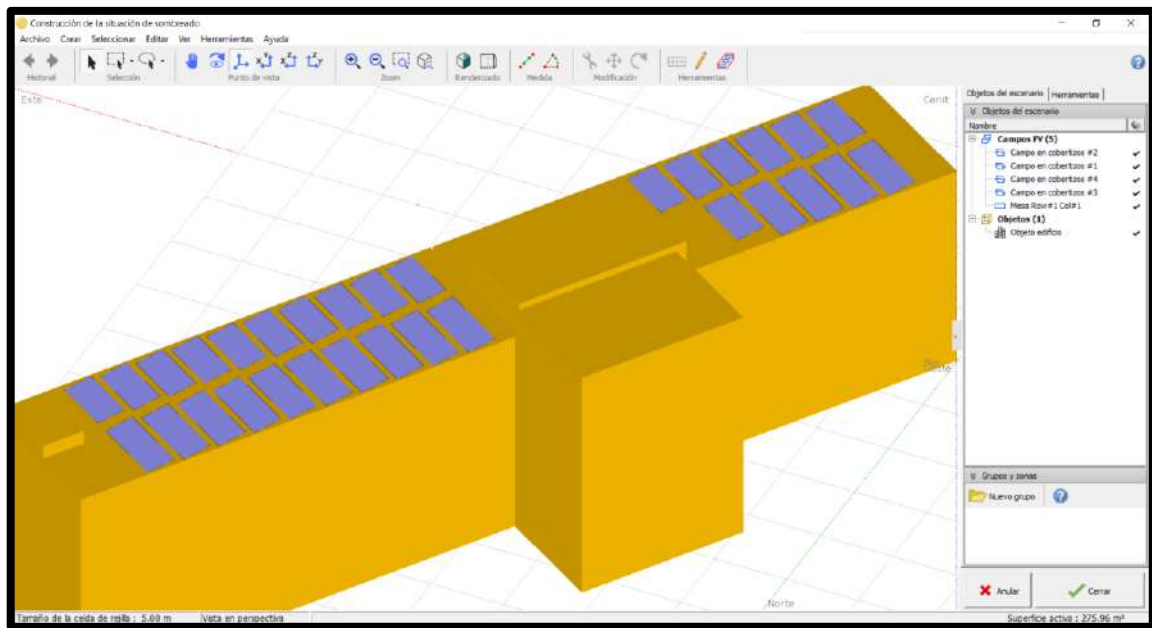 Construcción de la situación de sombreado
Archivo Crear Seleccionar Editar Ver Herramientas Ayuda
Historial Selección Punto de vista Zoom Renderizado Medida Modificación Herramientas
Este
Cenit
Objetos del escenario Herramientas
Objetos del escenario
Nombre
Campos FV (5)
Campo en cobertizos #2
Campo en cobertizos #1
Campo en cobertizos #4
Campo en cobertizos #3
Mesa Row#1 Col#1
Objetos (1)
Objeto edificio
Oeste
Grupos y zonas
Nuevo grupo
Norte
Anular Cerrar
Tamaño de la celda de rejilla : 5.00 m Vista en perspectiva Superficie activa : 275.96 m²